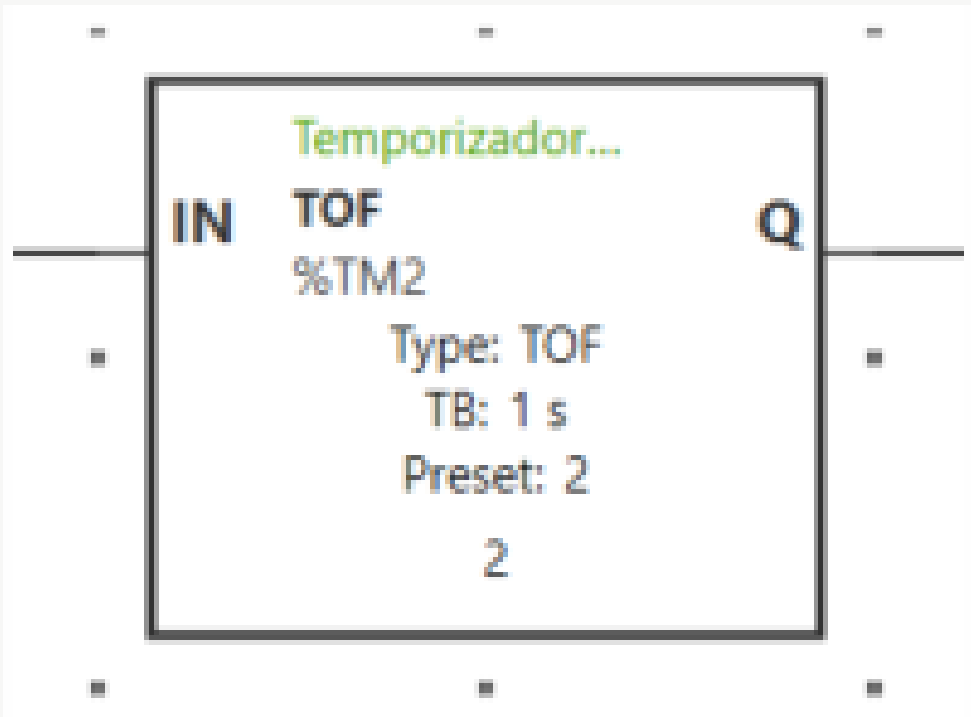 Temporizador...
IN TOF Q
%TM2
Type: TOF
TB: 1 s
Preset: 2
2